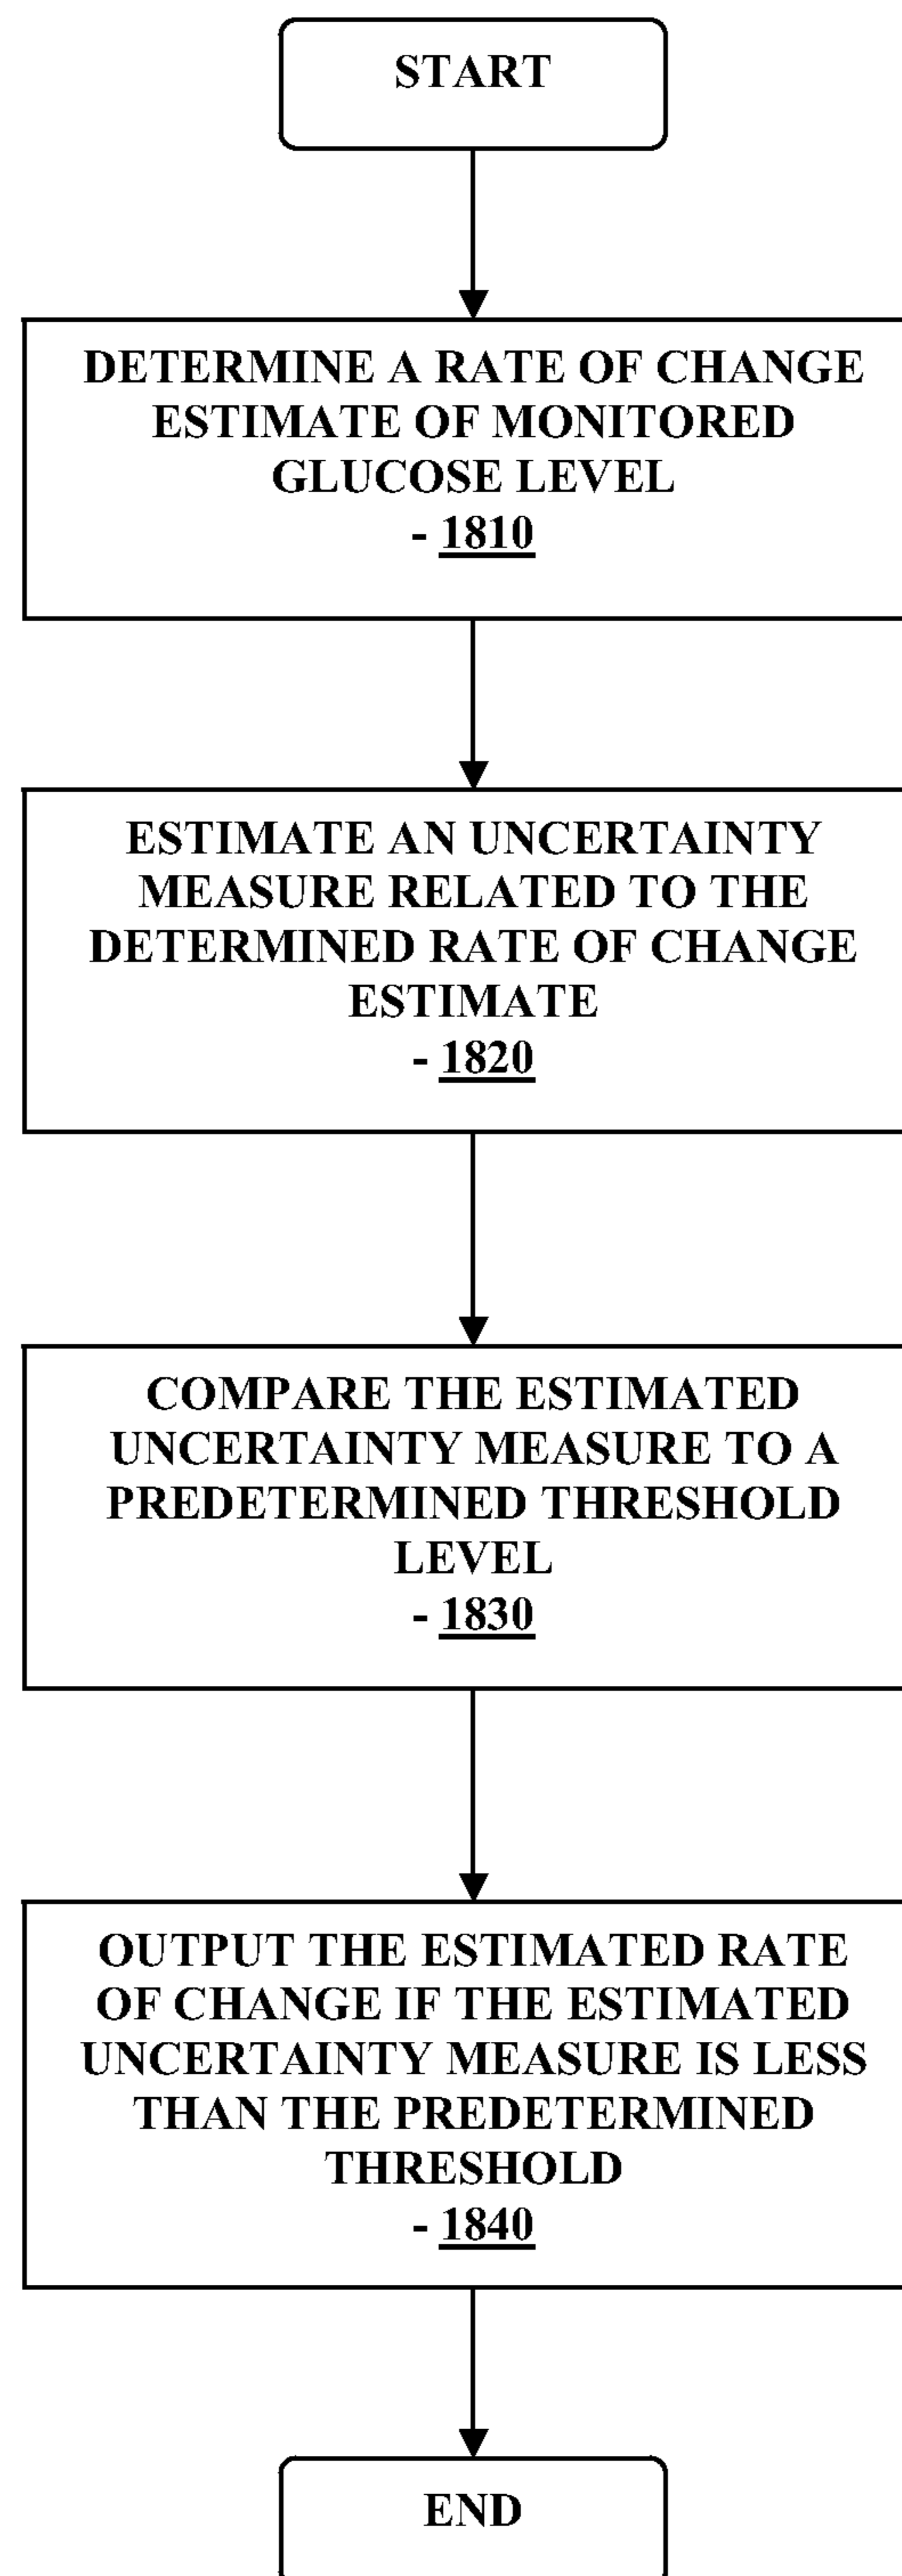 START
DETERMINE A RATE OF CHANGE
ESTIMATE OF MONITORED
GLUCOSE LEVEL
- 1810
ESTIMATE AN UNCERTAINTY
MEASURE RELATED TO THE
DETERMINED RATE OF CHANGE
ESTIMATE
- 1820
COMPARE THE ESTIMATED
UNCERTAINTY MEASURE TO A
PREDETERMINED THRESHOLD
LEVEL
- 1830
OUTPUT THE ESTIMATED RATE
OF CHANGE IF THE ESTIMATED
UNCERTAINTY MEASURE IS LESS
THAN THE PREDETERMINED
THRESHOLD
- 1840
END